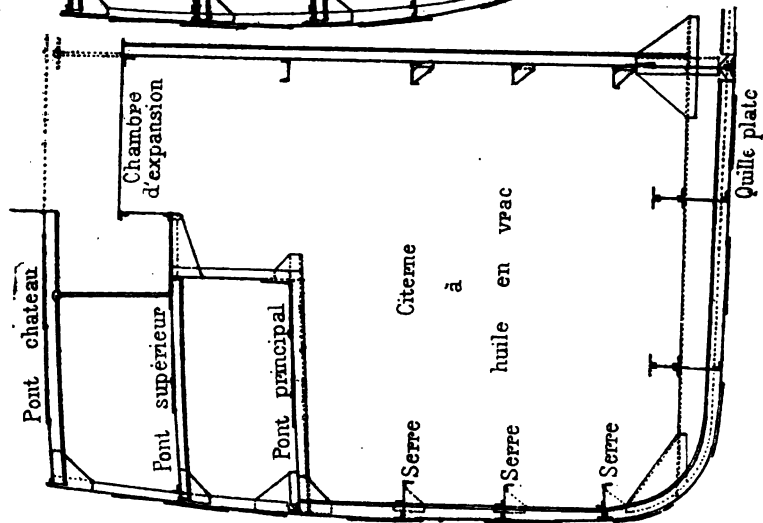 Pont chateau
Chambre
d'expansion
Pont supérieur
Pont principal
Citerne
à
huile en vrac
Serre
Serre
Serre
Quille plate